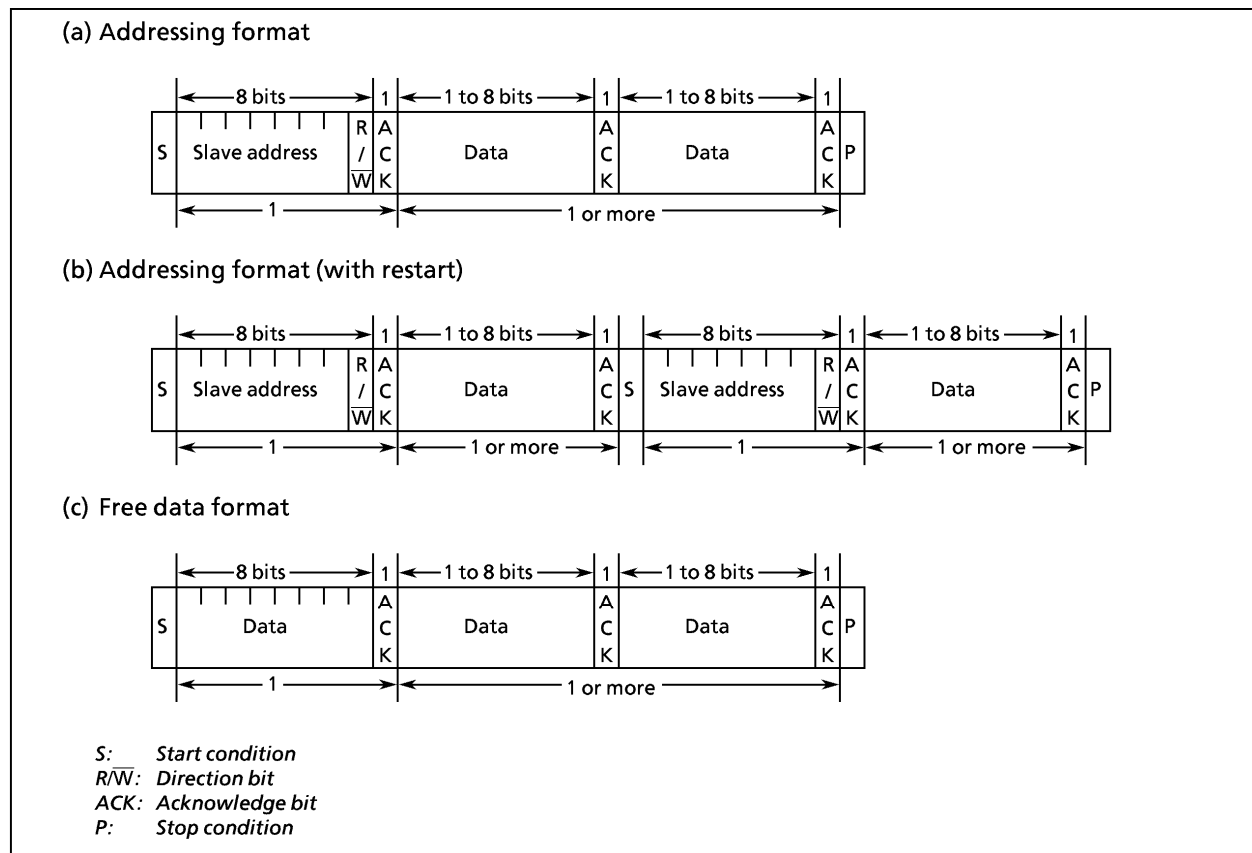 (a) Addressing format
8 bits 1 1 to 8 bits 1 1 to 8 bits 1
S Slave address R/W̅ ACK Data ACK Data ACK P
1 1 or more
(b) Addressing format (with restart)
8 bits 1 1 to 8 bits 1 8 bits 1 1 to 8 bits 1
S Slave address R/W̅ ACK Data ACK S Slave address R/W̅ ACK Data ACK P
1 1 or more 1 1 or more
(c) Free data format
8 bits 1 1 to 8 bits 1 1 to 8 bits 1
S Data ACK Data ACK Data ACK P
1 1 or more
S: Start condition
R/W̅: Direction bit
ACK: Acknowledge bit
P: Stop condition